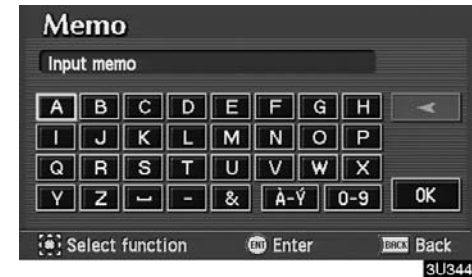 Memo
Input memo
A B C D E F G H
I J K L M N O P
Q R S T U V W X
Y Z ⎵ - & À-Ý 0-9 OK
Select function ENT Enter BACK Back
3U344